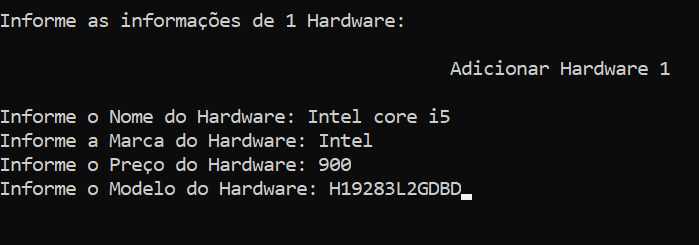 Informe as informações de 1 Hardware:
Adicionar Hardware 1
Informe o Nome do Hardware: Intel core i5
Informe a Marca do Hardware: Intel
Informe o Preço do Hardware: 900
Informe o Modelo do Hardware: H19283L2GDBD